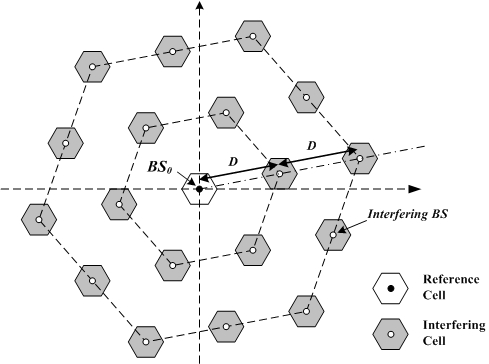 D
D
BS0
Interfering BS
Reference
Cell
Interfering
Cell